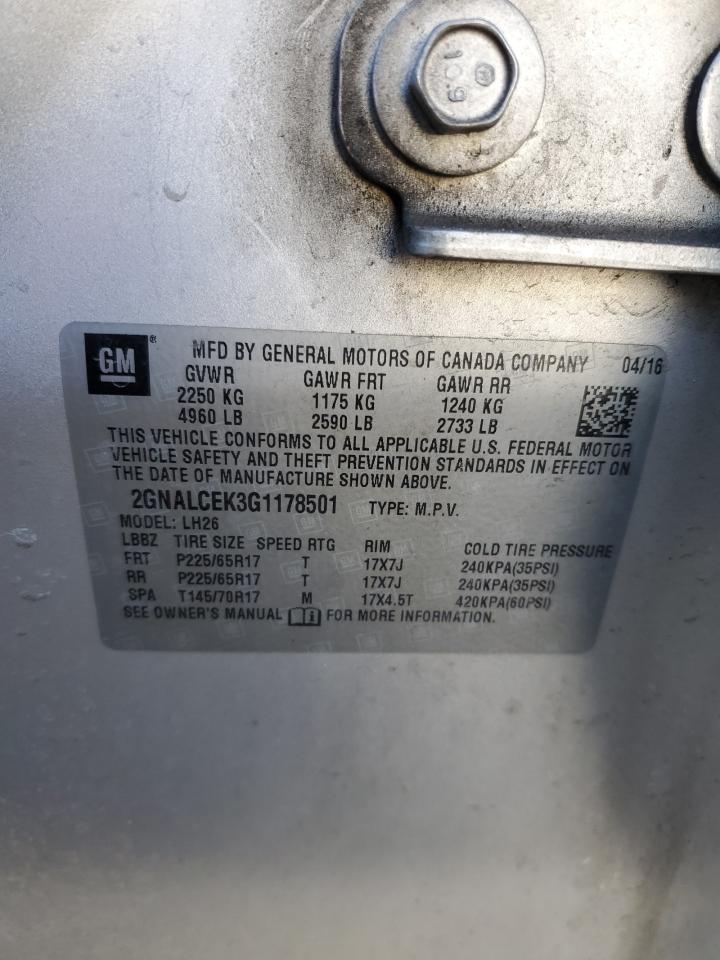 10.9
GM® MFD BY GENERAL MOTORS OF CANADA COMPANY 04/16
GVWR GAWR FRT GAWR RR
2250 KG 1175 KG 1240 KG
4960 LB 2590 LB 2733 LB
THIS VEHICLE CONFORMS TO ALL APPLICABLE U.S. FEDERAL MOTOR
VEHICLE SAFETY AND THEFT PREVENTION STANDARDS IN EFFECT ON
THE DATE OF MANUFACTURE SHOWN ABOVE.
2GNALCEK3G1178501 TYPE: M.P.V.
MODEL: LH26
LBBZ TIRE SIZE SPEED RTG RIM COLD TIRE PRESSURE
FRT P225/65R17 T 17X7J 240KPA(35PSI)
RR P225/65R17 T 17X7J 240KPA(35PSI)
SPA T145/70R17 M 17X4.5T 420KPA(60PSI)
SEE OWNER'S MANUAL FOR MORE INFORMATION.